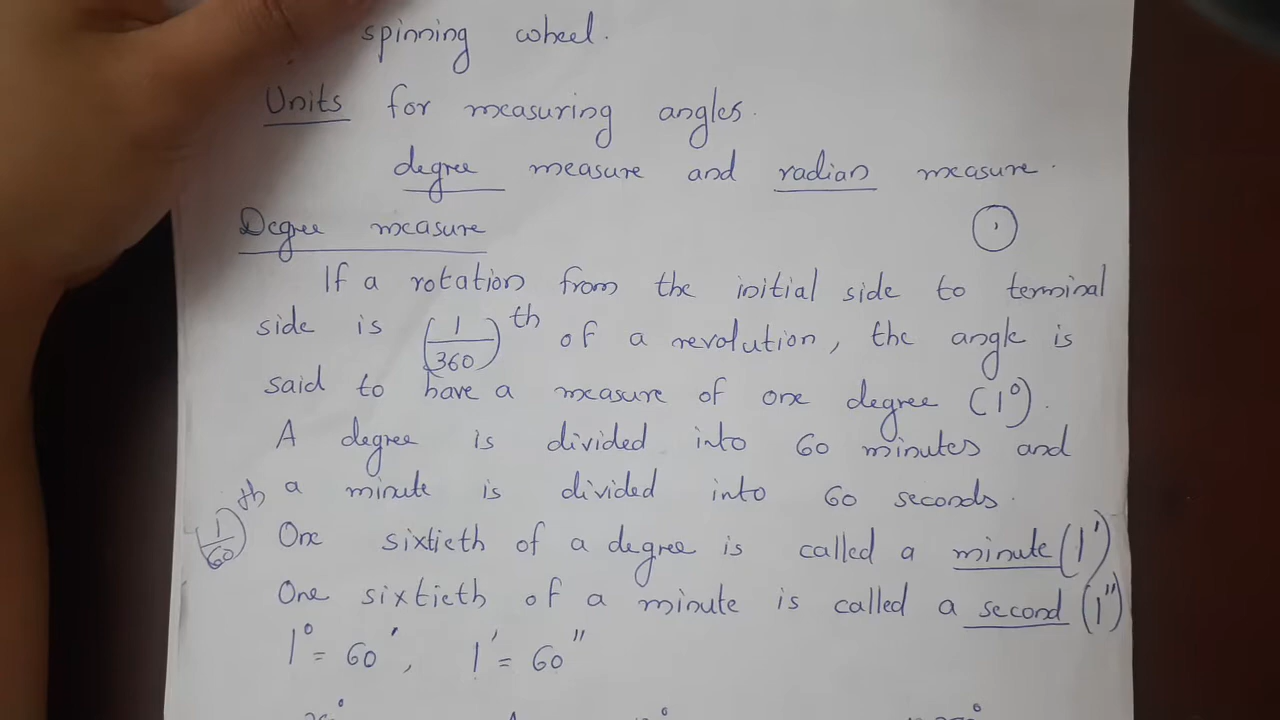 spinning wheel.
Units for measuring angles.
degree measure and radian measure.
Degree measure
If a rotation from the initial side to terminal
side is (1/360)th of a revolution, the angle is
said to have a measure of one degree (1°).
A degree is divided into 60 minutes and
a minute is divided into 60 seconds.
(1/60)th One sixtieth of a degree is called a minute (1′)
One sixtieth of a minute is called a second (1″)
1° = 60′, 1′ = 60″